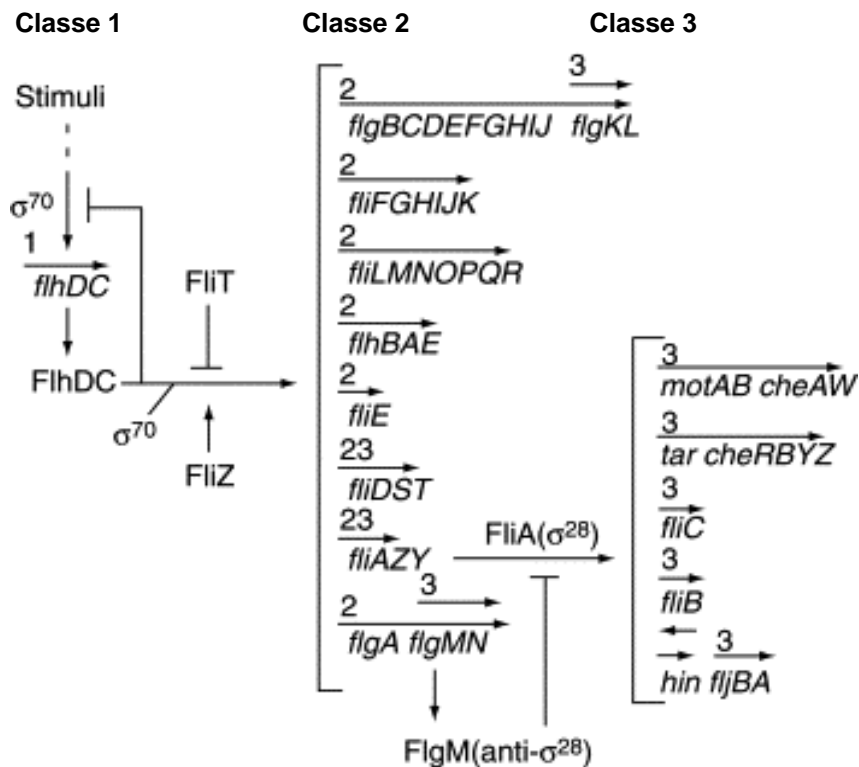 Classe 1 Classe 2 Classe 3
Stimuli
σ70
1
flhDC
FlhDC
σ70
FliT
FliZ
2 3
flgBCDEFGHIJ flgKL
2
fliFGHIJK
2
fliLMNOPQR
2
flhBAE
2
fliE
23
fliDST
23
fliAZY
2 3
flgA flgMN
FlgM(anti-σ28)
FliA(σ28)
3
motAB cheAW
3
tar cheRBYZ
3
fliC
3
fliB
3
hin fljBA